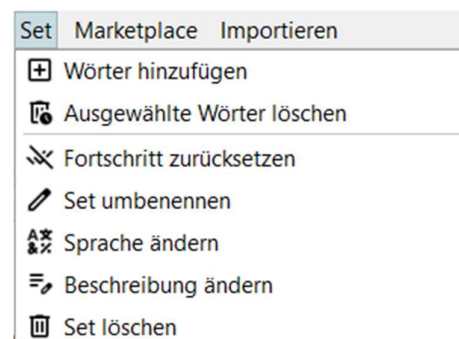 Set Marketplace Importieren
Wörter hinzufügen
Ausgewählte Wörter löschen
Fortschritt zurücksetzen
Set umbenennen
Sprache ändern
Beschreibung ändern
Set löschen